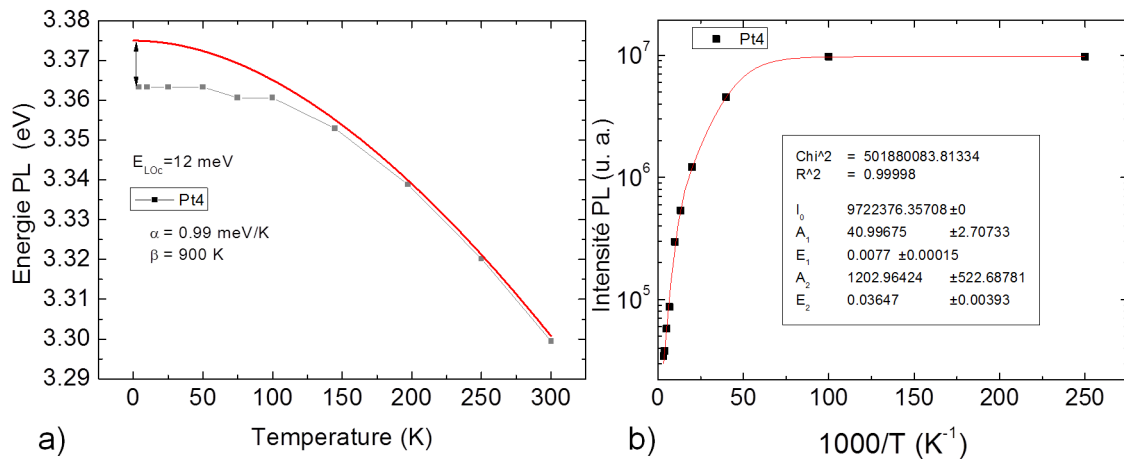 3.38
3.37
3.36
3.35
3.34
3.33
3.32
3.31
3.30
3.29
Energie PL (eV)
E_LOc=12 meV
Pt4
α = 0.99 meV/K
β = 900 K
0 50 100 150 200 250 300
Temperature (K)
a)
10^7
10^6
10^5
Intensité PL (u. a.)
Pt4
Chi^2 = 501880083.81334
R^2 = 0.99998
I_0 9722376.35708 ±0
A_1 40.99675 ±2.70733
E_1 0.0077 ±0.00015
A_2 1202.96424 ±522.68781
E_2 0.03647 ±0.00393
0 50 100 150 200 250
1000/T (K^-1)
b)